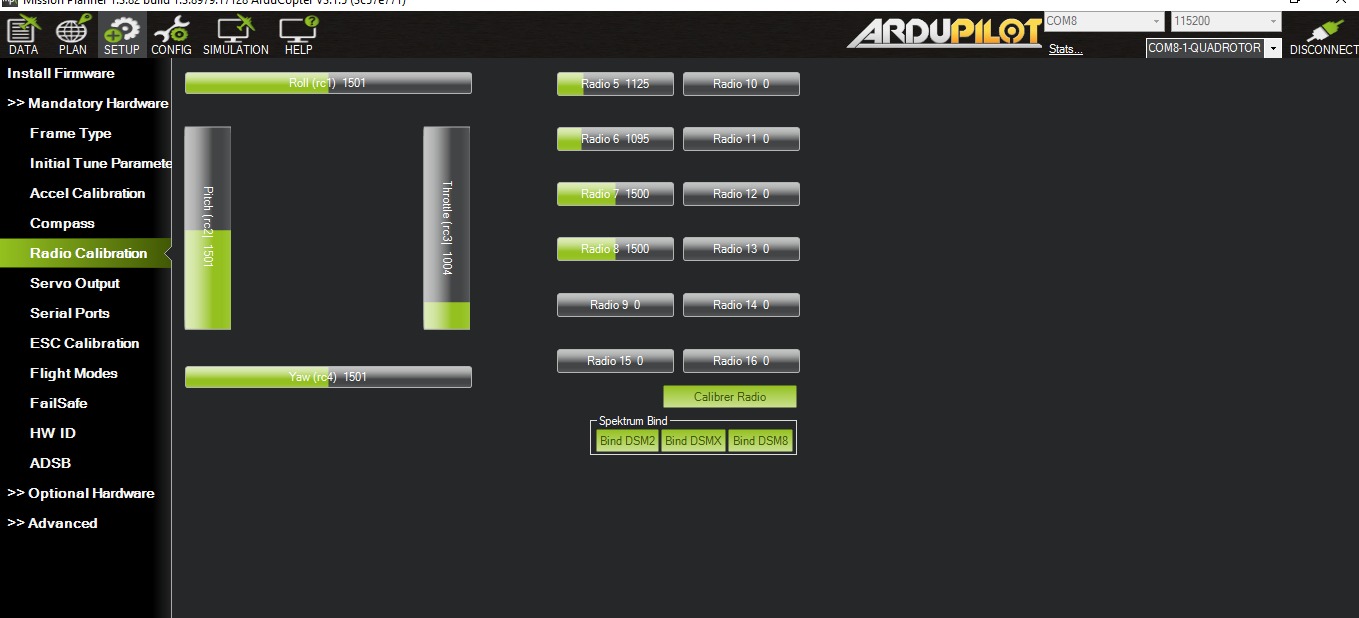 Mission Planner 1.3.82 build 1.3.8979.17128 ArduCopter V3.1.5 (3c57e771)
DATA PLAN SETUP CONFIG SIMULATION HELP
ARDUPILOT
COM8 115200
Stats... COM8-1-QUADROTOR DISCONNECT
Install Firmware
>> Mandatory Hardware
Frame Type
Initial Tune Paramete
Accel Calibration
Compass
Radio Calibration
Servo Output
Serial Ports
ESC Calibration
Flight Modes
FailSafe
HW ID
ADSB
>> Optional Hardware
>> Advanced
Roll (rc1) 1501
Pitch (rc2) 1501
Throttle (rc3) 1004
Yaw (rc4) 1501
Radio 5 1125 Radio 10 0
Radio 6 1095 Radio 11 0
Radio 7 1500 Radio 12 0
Radio 8 1500 Radio 13 0
Radio 9 0 Radio 14 0
Radio 15 0 Radio 16 0
Calibrer Radio
Spektrum Bind
Bind DSM2 Bind DSMX Bind DSM8